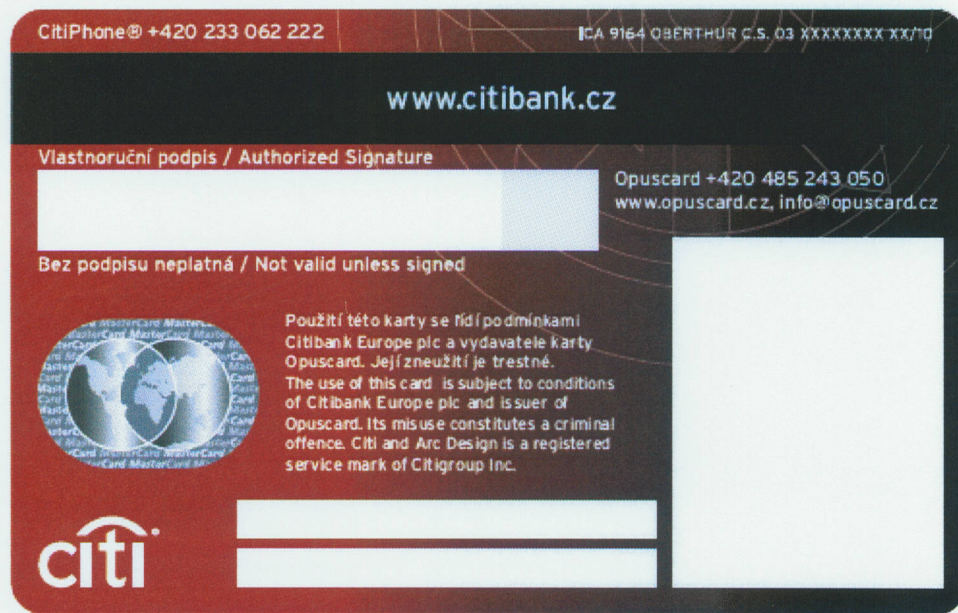 CitiPhone® +420 233 062 222
ICA 9164 OBERTHUR C.S. 03 XXXXXXXX XX/10
www.citibank.cz
Vlastnoruční podpis / Authorized Signature
Opuscard +420 485 243 050
www.opuscard.cz, info@opuscard.cz
Bez podpisu neplatná / Not valid unless signed
MasterCard
Použití této karty se řídí podmínkami
Citibank Europe plc a vydavatele karty
Opuscard. Její zneužití je trestné.
The use of this card is subject to conditions
of Citibank Europe plc and issuer of
Opuscard. Its misuse constitutes a criminal
offence. Citi and Arc Design is a registered
service mark of Citigroup Inc.
citi